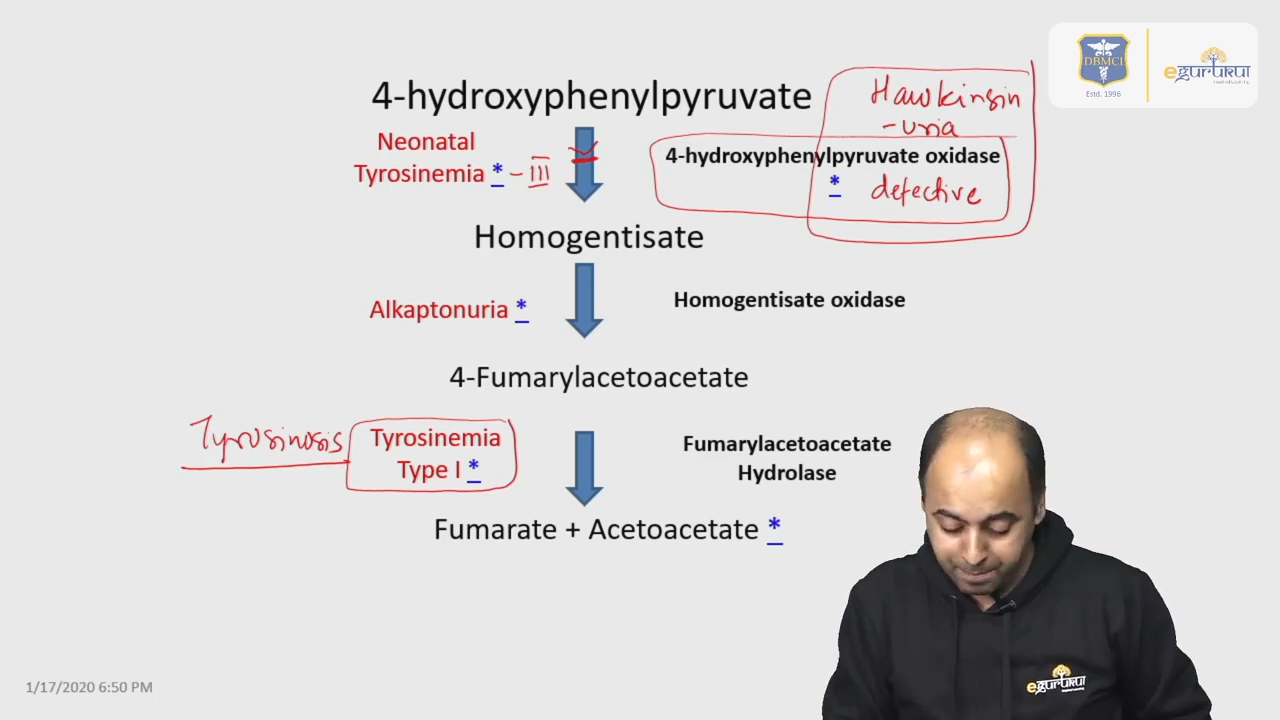 DBMCI
Estd. 1996
egurukul
4-hydroxyphenylpyruvate
Hawkinsin
-uria
Neonatal
Tyrosinemia * - III
4-hydroxyphenylpyruvate oxidase
* defective
Homogentisate
Alkaptonuria *
Homogentisate oxidase
4-Fumarylacetoacetate
Tyrosinosis
Tyrosinemia
Type I *
Fumarylacetoacetate
Hydrolase
Fumarate + Acetoacetate *
egurukul
1/17/2020 6:50 PM